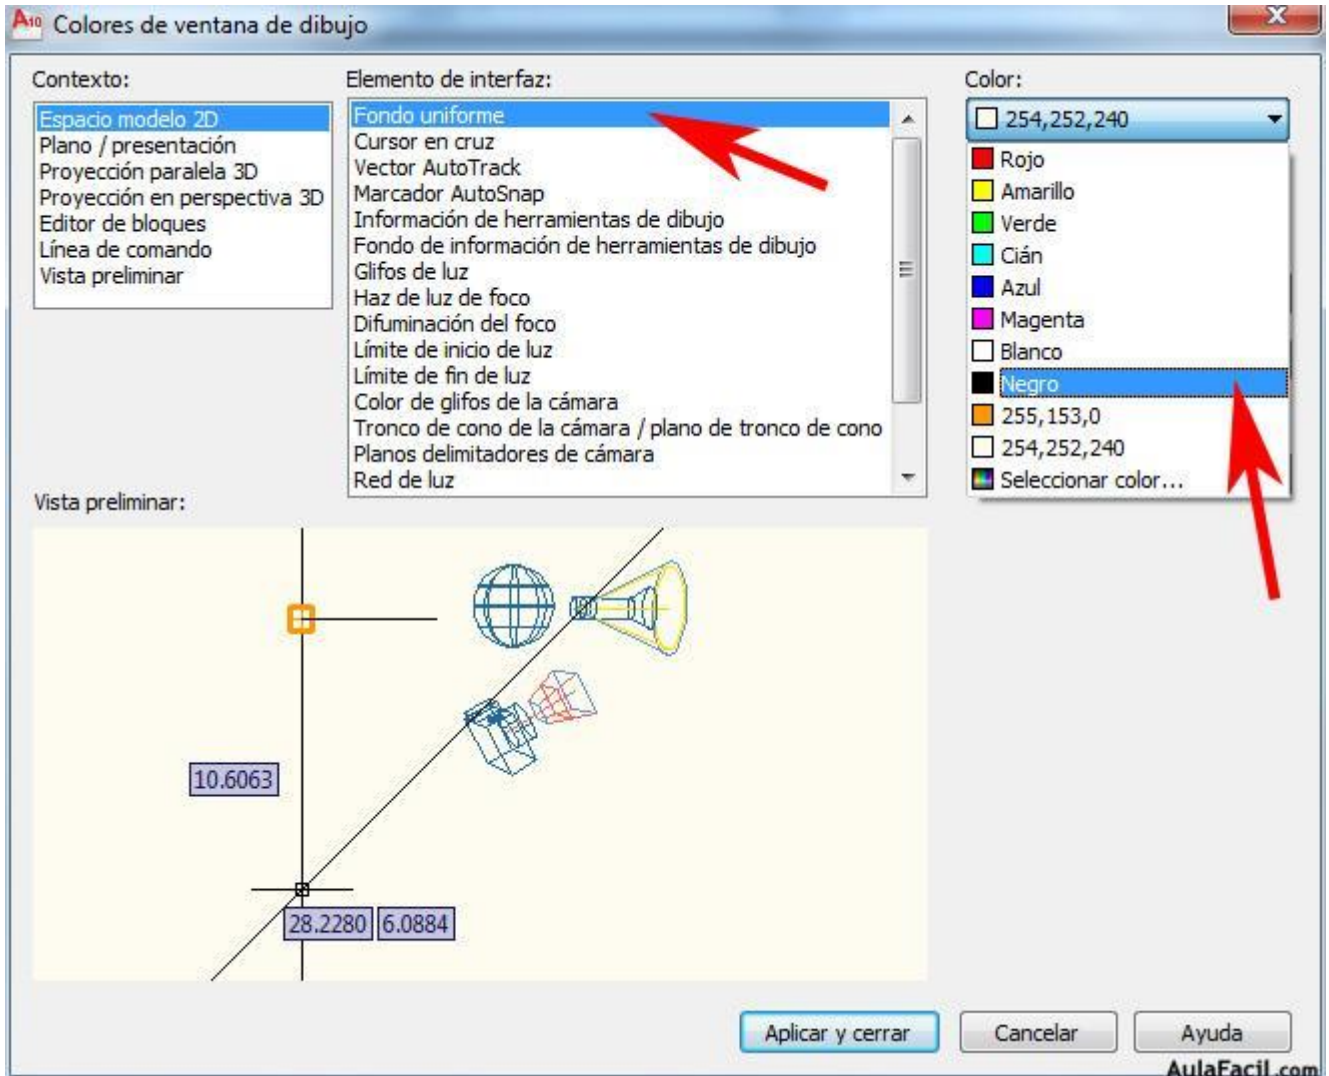 A10 Colores de ventana de dibujo
Contexto:
Espacio modelo 2D
Plano / presentación
Proyección paralela 3D
Proyección en perspectiva 3D
Editor de bloques
Línea de comando
Vista preliminar
Elemento de interfaz:
Fondo uniforme
Cursor en cruz
Vector AutoTrack
Marcador AutoSnap
Información de herramientas de dibujo
Fondo de información de herramientas de dibujo
Glifos de luz
Haz de luz de foco
Difuminación del foco
Límite de inicio de luz
Límite de fin de luz
Color de glifos de la cámara
Tronco de cono de la cámara / plano de tronco de cono
Planos delimitadores de cámara
Red de luz
Color:
254,252,240
Rojo
Amarillo
Verde
Cián
Azul
Magenta
Blanco
Negro
255,153,0
254,252,240
Seleccionar color...
Vista preliminar:
10.6063
28.2280 6.0884
Aplicar y cerrar
Cancelar
Ayuda
AulaFacil.com